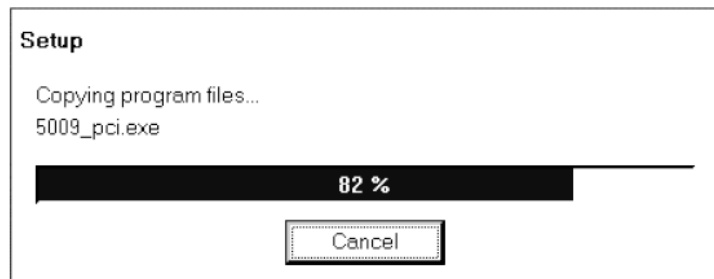 Setup
Copying program files...
5009_pci.exe
82 %
Cancel